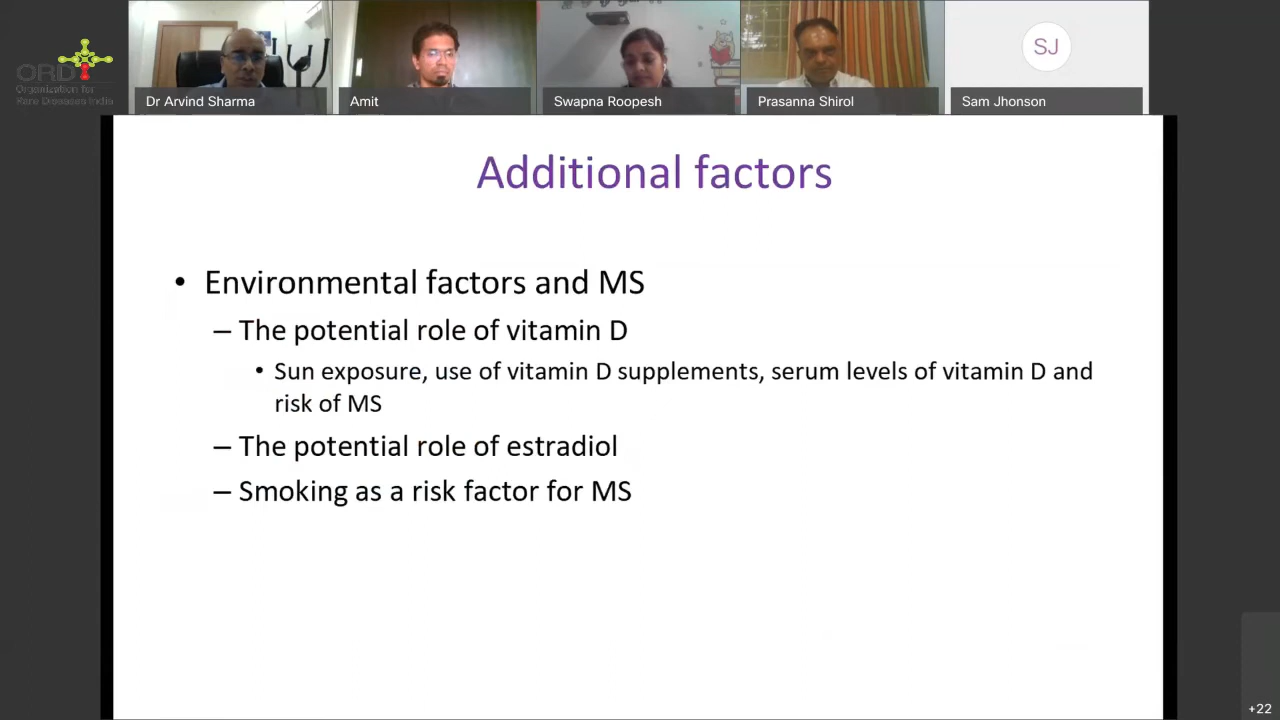 ORD
Organization for
Rare Diseases India
Dr Arvind Sharma
Amit
Swapna Roopesh
Prasanna Shirol
SJ
Sam Jhonson
Additional factors
• Environmental factors and MS
– The potential role of vitamin D
• Sun exposure, use of vitamin D supplements, serum levels of vitamin D and
risk of MS
– The potential role of estradiol
– Smoking as a risk factor for MS
+22